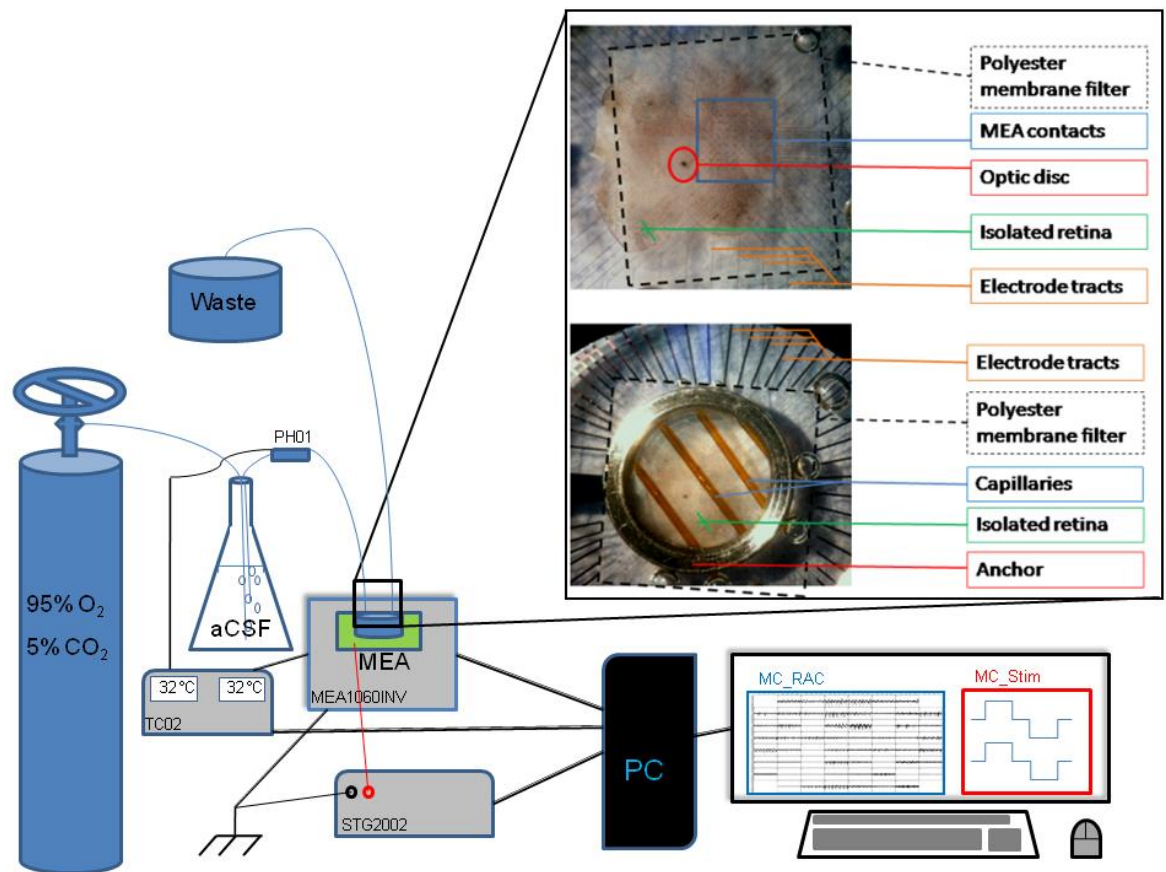 Polyester
membrane filter
MEA contacts
Optic disc
Isolated retina
Electrode tracts
Electrode tracts
Polyester
membrane filter
Capillaries
Isolated retina
Anchor
Waste
PH01
95% O₂
5% CO₂
aCSF
32°C 32°C
TC02
MEA
MEA1060INV
STG2002
PC
MC_RAC
MC_Stim